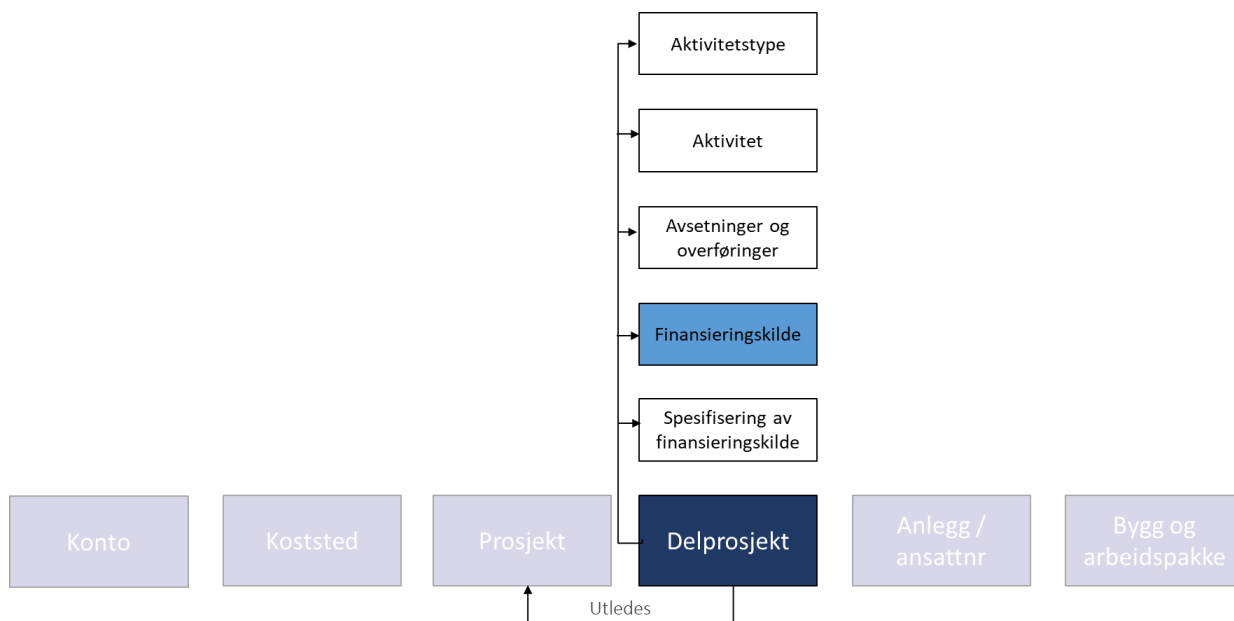 Aktivitetstype
Aktivitet
Avsetninger og
overføringer
Finansieringskilde
Spesifisering av
finansieringskilde
Konto
Koststed
Prosjekt
Delprosjekt
Anlegg /
ansattnr
Bygg og
arbeidspakke
Utledes